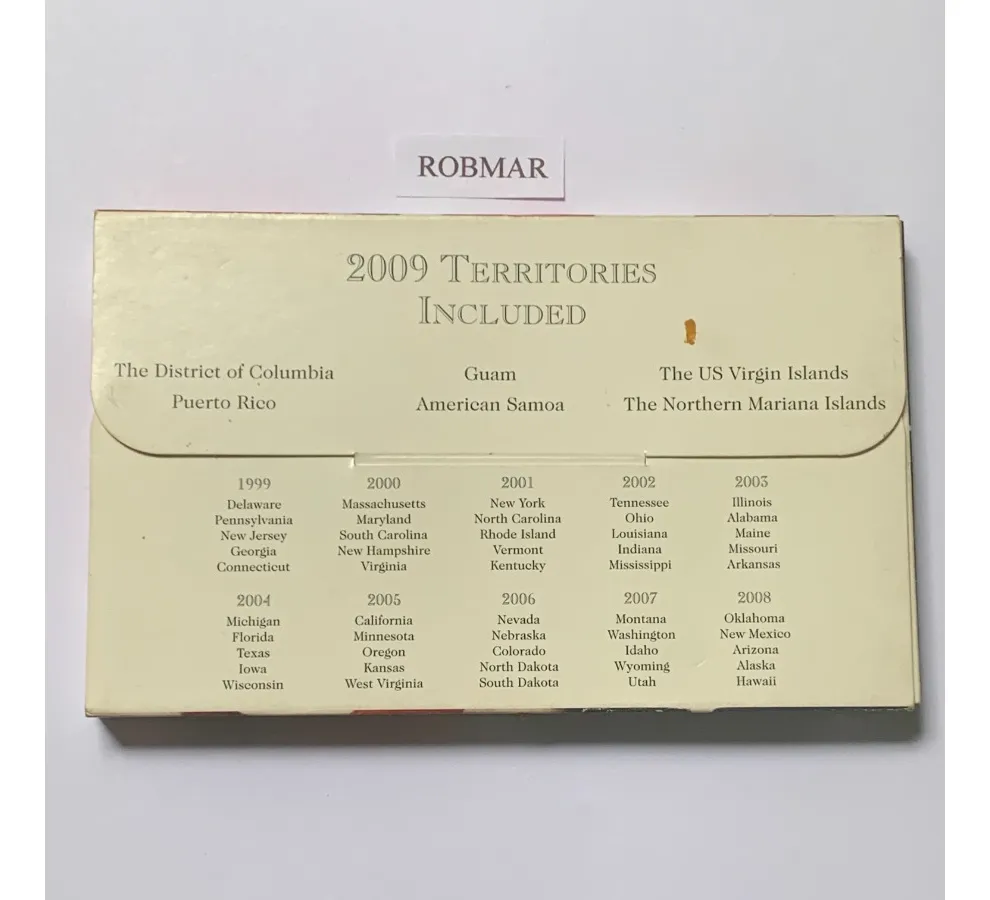 ROBMAR
2009 TERRITORIES
INCLUDED
The District of Columbia Guam The US Virgin Islands
Puerto Rico American Samoa The Northern Mariana Islands
1999 2000 2001 2002 2003
Delaware Massachusetts New York Tennessee Illinois
Pennsylvania Maryland North Carolina Ohio Alabama
New Jersey South Carolina Rhode Island Louisiana Maine
Georgia New Hampshire Vermont Indiana Missouri
Connecticut Virginia Kentucky Mississippi Arkansas
2004 2005 2006 2007 2008
Michigan California Nevada Montana Oklahoma
Florida Minnesota Nebraska Washington New Mexico
Texas Oregon Colorado Idaho Arizona
Iowa Kansas North Dakota Wyoming Alaska
Wisconsin West Virginia South Dakota Utah Hawaii